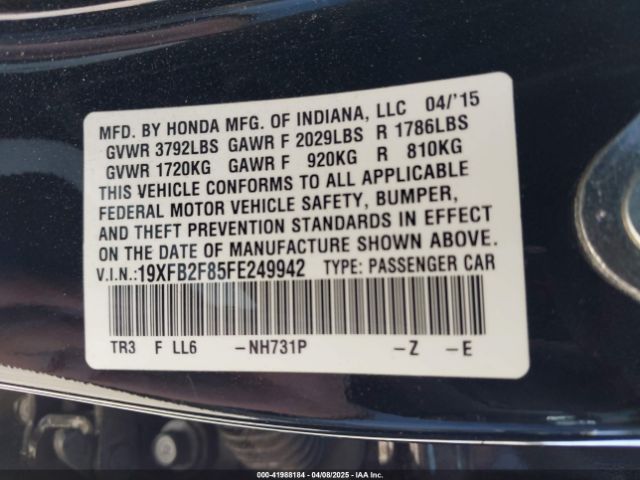 MFD. BY HONDA MFG. OF INDIANA, LLC 04/'15
GVWR 3792LBS GAWR F 2029LBS R 1786LBS
GVWR 1720KG GAWR F 920KG R 810KG
THIS VEHICLE CONFORMS TO ALL APPLICABLE
FEDERAL MOTOR VEHICLE SAFETY, BUMPER,
AND THEFT PREVENTION STANDARDS IN EFFECT
ON THE DATE OF MANUFACTURE SHOWN ABOVE.
V.I.N.: 19XFB2F85FE249942 TYPE: PASSENGER CAR
TR3 F LL6 –NH731P –Z –E
000-41988184 - 04/08/2025 - IAA Inc.